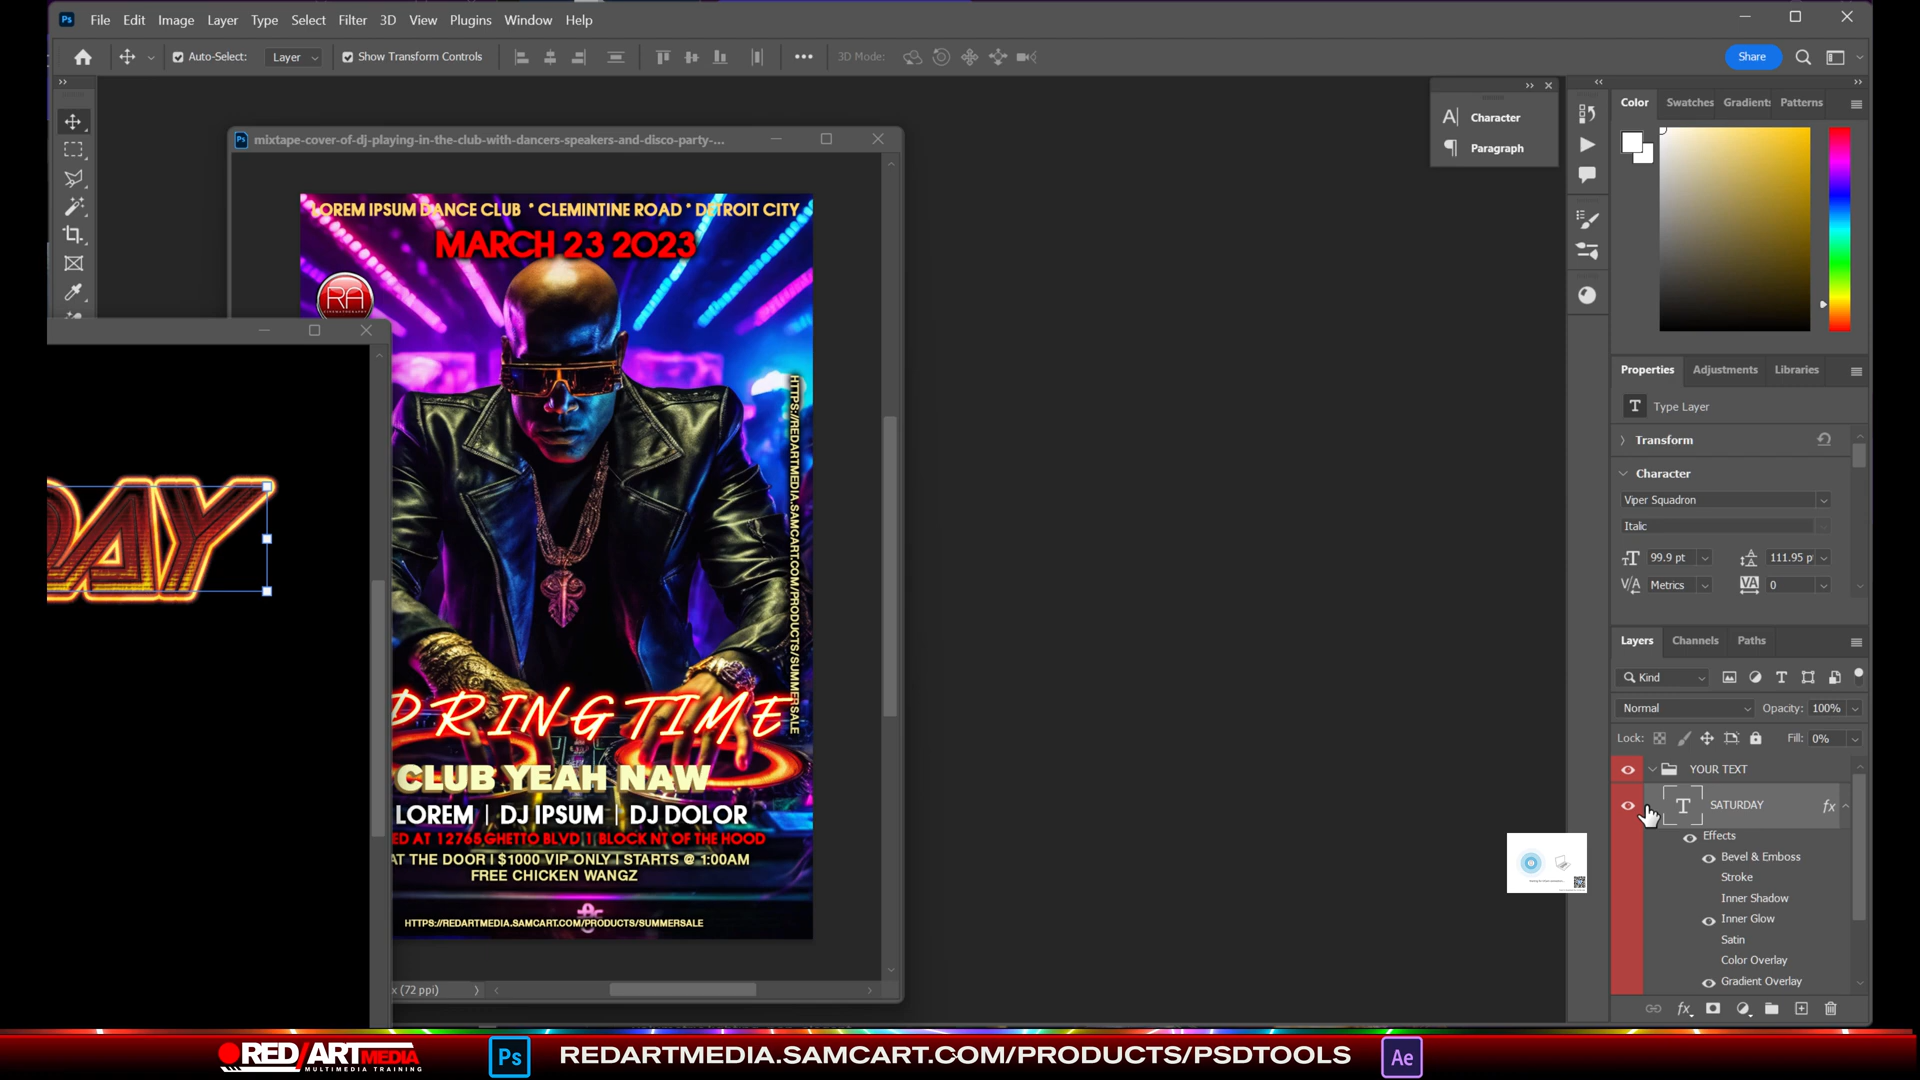 Ps File Edit Image Layer Type Select Filter 3D View Plugins Window Help
Auto-Select: Layer Show Transform Controls 3D Mode: Share
mixtape-cover-of-dj-playing-in-the-club-with-dancers-speakers-and-disco-party-...
Character
Paragraph
Color Swatches Gradients Patterns
LOREM IPSUM DANCE CLUB * CLEMINTINE ROAD * DETROIT CITY
MARCH 23 2023
RA
HTTPS://REDARTMEDIA.SAMCART.COM/PRODUCTS/SUMMERSALE
DAY
PRINGTIME
CLUB YEAH NAW
LOREM | DJ IPSUM | DJ DOLOR
ED AT 12765 GHETTO BLVD 1 BLOCK NT OF THE HOOD
AT THE DOOR | $1000 VIP ONLY | STARTS @ 1:00AM
FREE CHICKEN WANGZ
HTTPS://REDARTMEDIA.SAMCART.COM/PRODUCTS/SUMMERSALE
x (72 ppi)
Properties Adjustments Libraries
T Type Layer
Transform
Character
Viper Squadron
Italic
99.9 pt 111.95 p
Metrics 0
Layers Channels Paths
Kind
Normal Opacity: 100%
Lock: Fill: 0%
YOUR TEXT
T SATURDAY fx
Effects
Bevel & Emboss
Stroke
Inner Shadow
Inner Glow
Satin
Color Overlay
Gradient Overlay
RED/ART MEDIA
MULTIMEDIA TRAINING
Ps
REDARTMEDIA.SAMCART.COM/PRODUCTS/PSDTOOLS
Ae